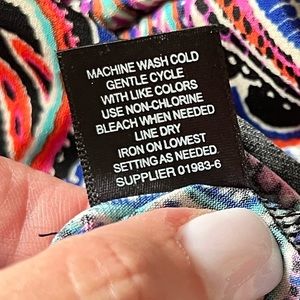 MACHINE WASH COLD
GENTLE CYCLE
WITH LIKE COLORS
USE NON-CHLORINE
BLEACH WHEN NEEDED
LINE DRY
IRON ON LOWEST
SETTING AS NEEDED
SUPPLIER 01983-6